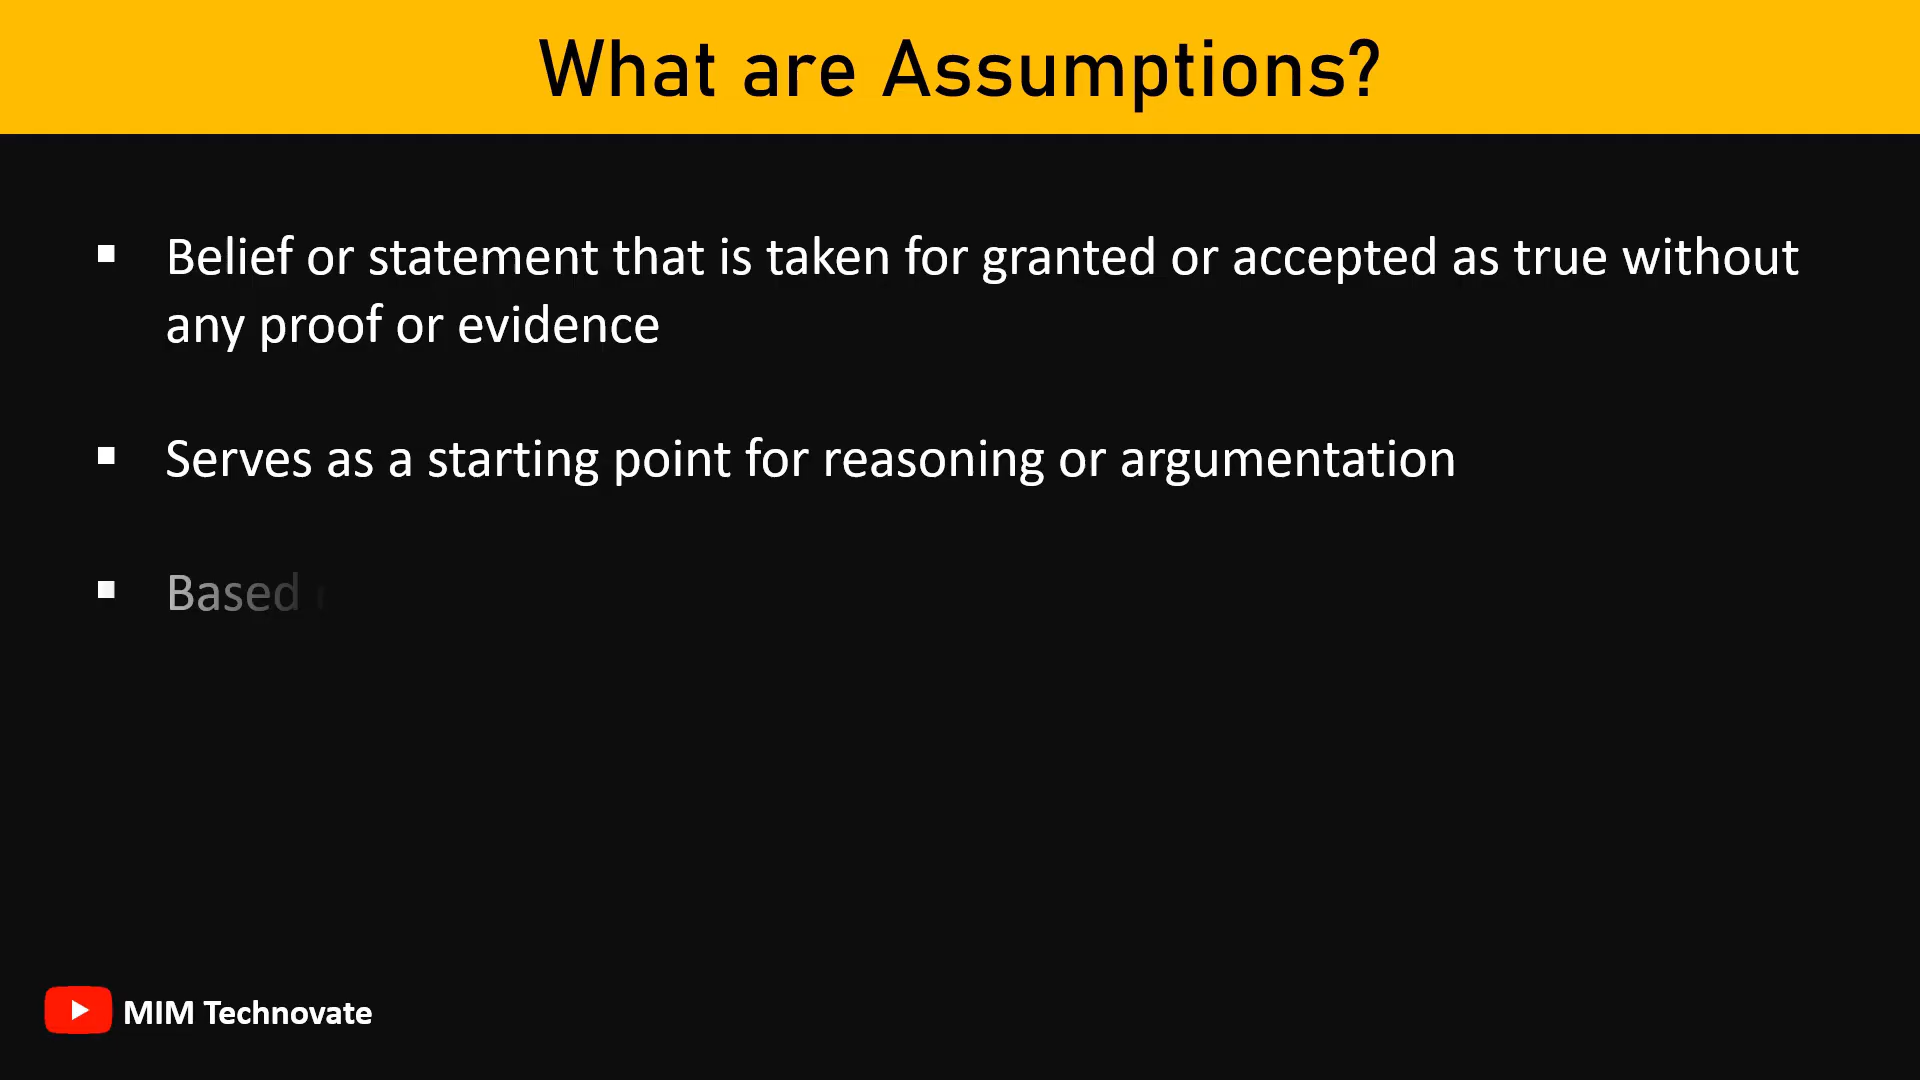 What are Assumptions?
▪ Belief or statement that is taken for granted or accepted as true without
any proof or evidence
▪ Serves as a starting point for reasoning or argumentation
▪ Based
MIM Technovate